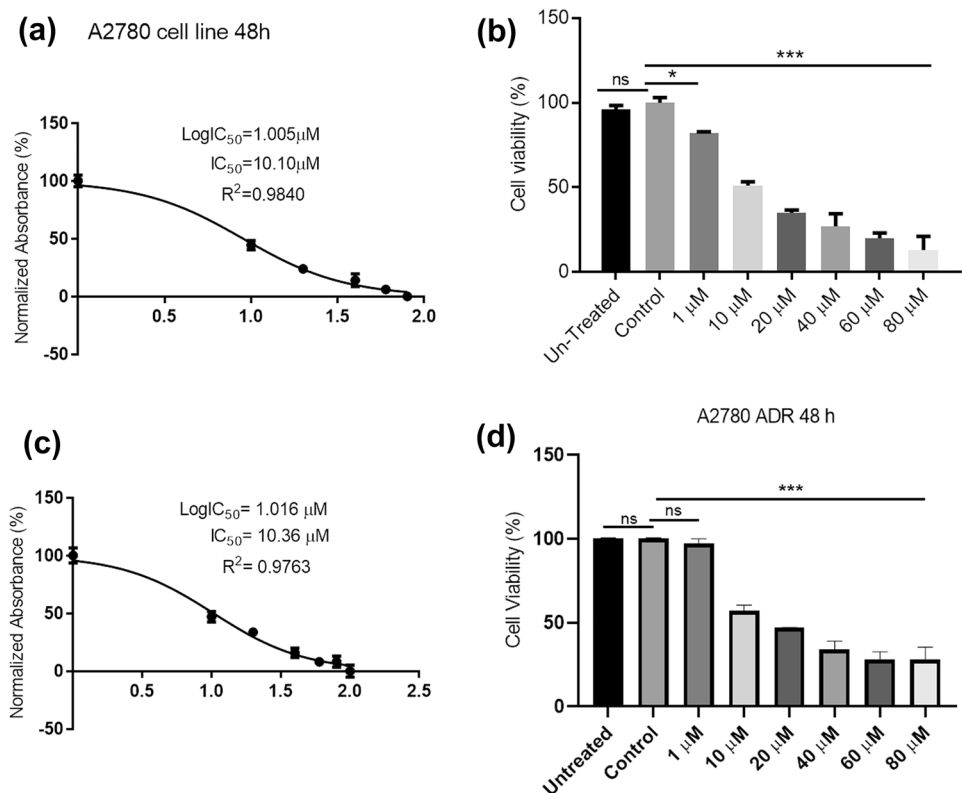 (a) A2780 cell line 48h
Normalized Absorbance (%)
150
100
50
0
-50
0.5 1.0 1.5 2.0
LogIC50=1.005µM
IC50=10.10µM
R2=0.9840
(b)
Cell viability (%)
150
100
50
0
ns
*
***
Un-Treated
Control
1 µM
10 µM
20 µM
40 µM
60 µM
80 µM
(c)
Normalized Absorbance (%)
150
100
50
0
-50
0.5 1.0 1.5 2.0 2.5
LogIC50= 1.016 µM
IC50= 10.36 µM
R2= 0.9763
(d)
A2780 ADR 48 h
Cell Viability (%)
150
100
50
0
ns
ns
***
Untreated
Control
1 µM
10 µM
20 µM
40 µM
60 µM
80 µM